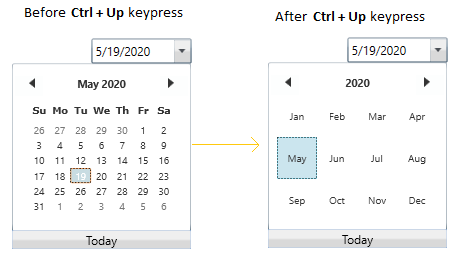 Before Ctrl + Up keypress
5/19/2020
May 2020
Su Mo Tu We Th Fr Sa
26 27 28 29 30 1 2
3 4 5 6 7 8 9
10 11 12 13 14 15 16
17 18 19 20 21 22 23
24 25 26 27 28 29 30
31 1 2 3 4 5 6
Today
After Ctrl + Up keypress
5/19/2020
2020
Jan Feb Mar Apr
May Jun Jul Aug
Sep Oct Nov Dec
Today